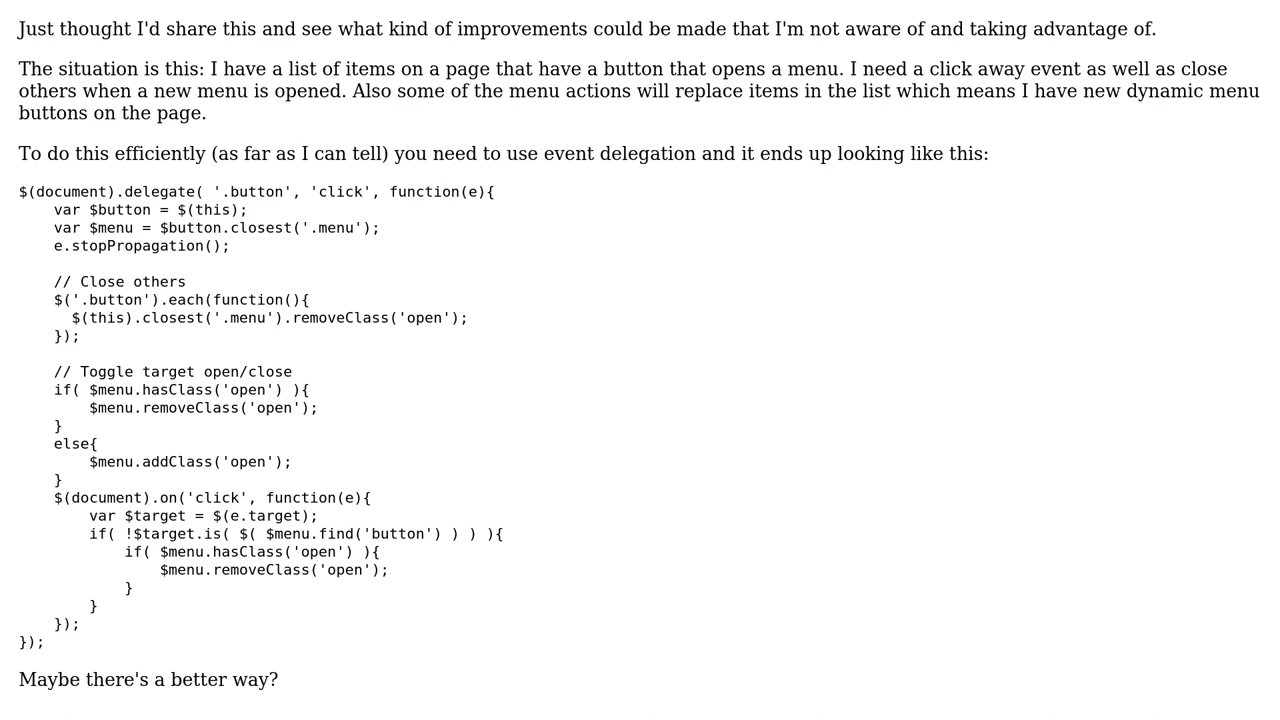 Just thought I'd share this and see what kind of improvements could be made that I'm not aware of and taking advantage of.
The situation is this: I have a list of items on a page that have a button that opens a menu. I need a click away event as well as close
others when a new menu is opened. Also some of the menu actions will replace items in the list which means I have new dynamic menu
buttons on the page.
To do this efficiently (as far as I can tell) you need to use event delegation and it ends up looking like this:
$(document).delegate( '.button', 'click', function(e){
    var $button = $(this);
    var $menu = $button.closest('.menu');
    e.stopPropagation();

    // Close others
    $('.button').each(function(){
      $(this).closest('.menu').removeClass('open');
    });

    // Toggle target open/close
    if( $menu.hasClass('open') ){
        $menu.removeClass('open');
    }
    else{
        $menu.addClass('open');
    }
    $(document).on('click', function(e){
        var $target = $(e.target);
        if( !$target.is( $( $menu.find('button') ) ) ){
            if( $menu.hasClass('open') ){
                $menu.removeClass('open');
            }
        }
    });
});
Maybe there's a better way?